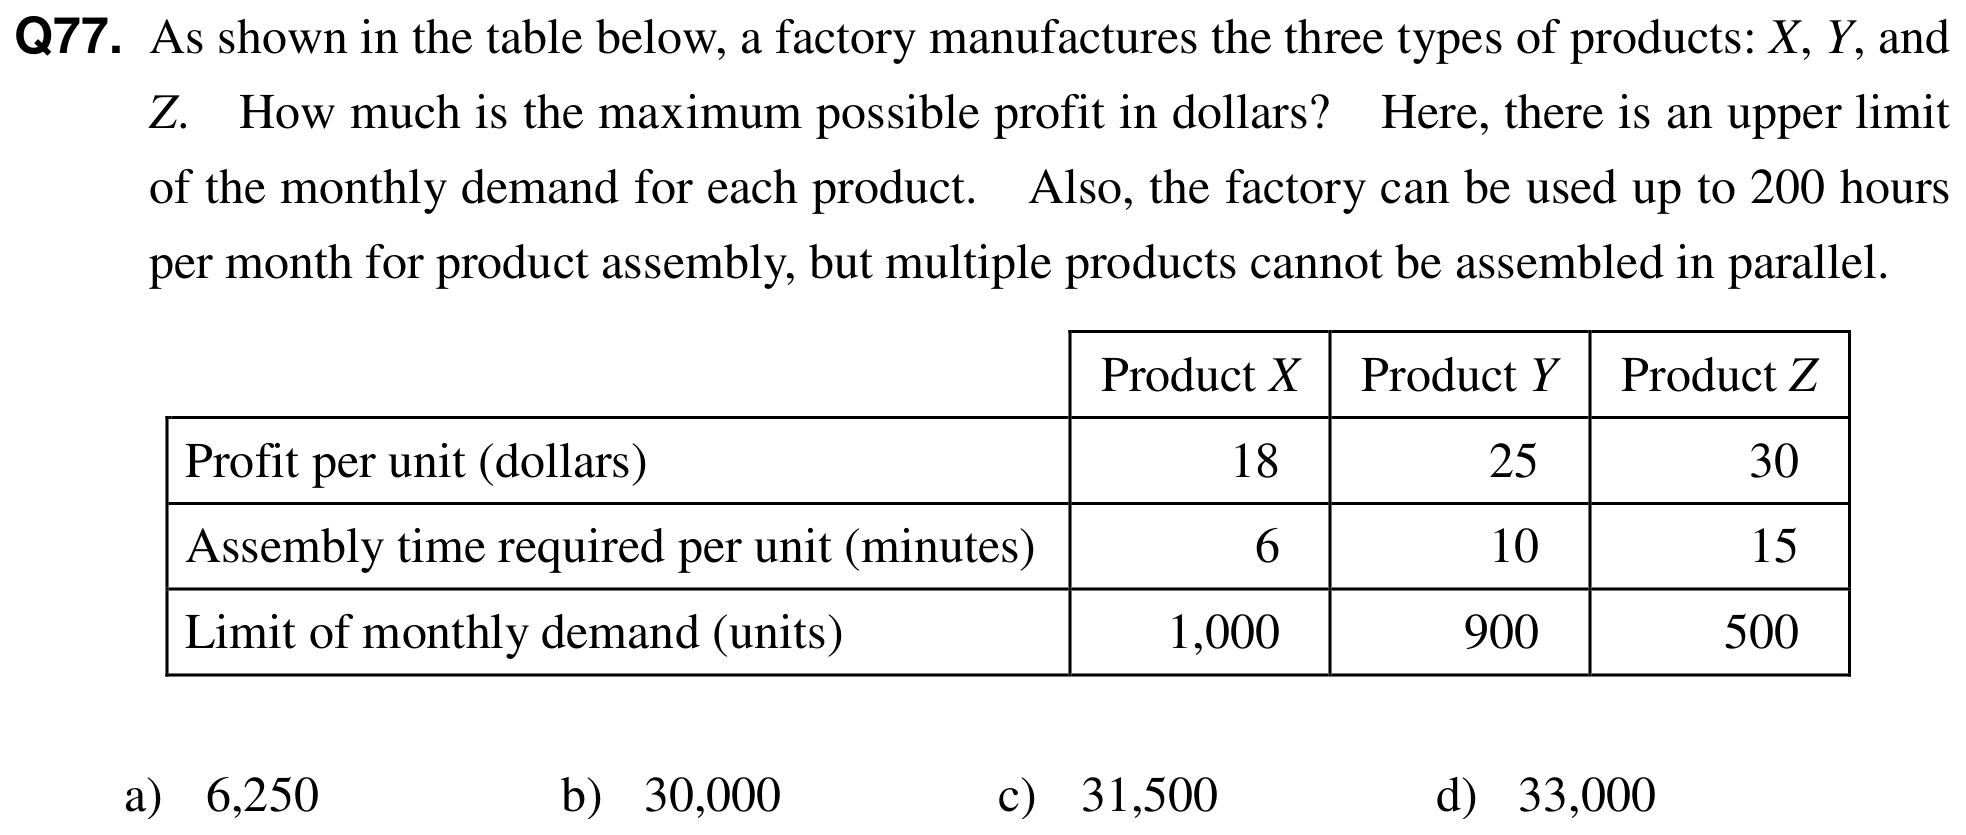 Q77. As shown in the table below, a factory manufactures the three types of products: X, Y, and
Z. How much is the maximum possible profit in dollars? Here, there is an upper limit
of the monthly demand for each product. Also, the factory can be used up to 200 hours
per month for product assembly, but multiple products cannot be assembled in parallel.
Product X Product Y Product Z
Profit per unit (dollars) 18 25 30
Assembly time required per unit (minutes) 6 10 15
Limit of monthly demand (units) 1,000 900 500
a) 6,250 b) 30,000 c) 31,500 d) 33,000